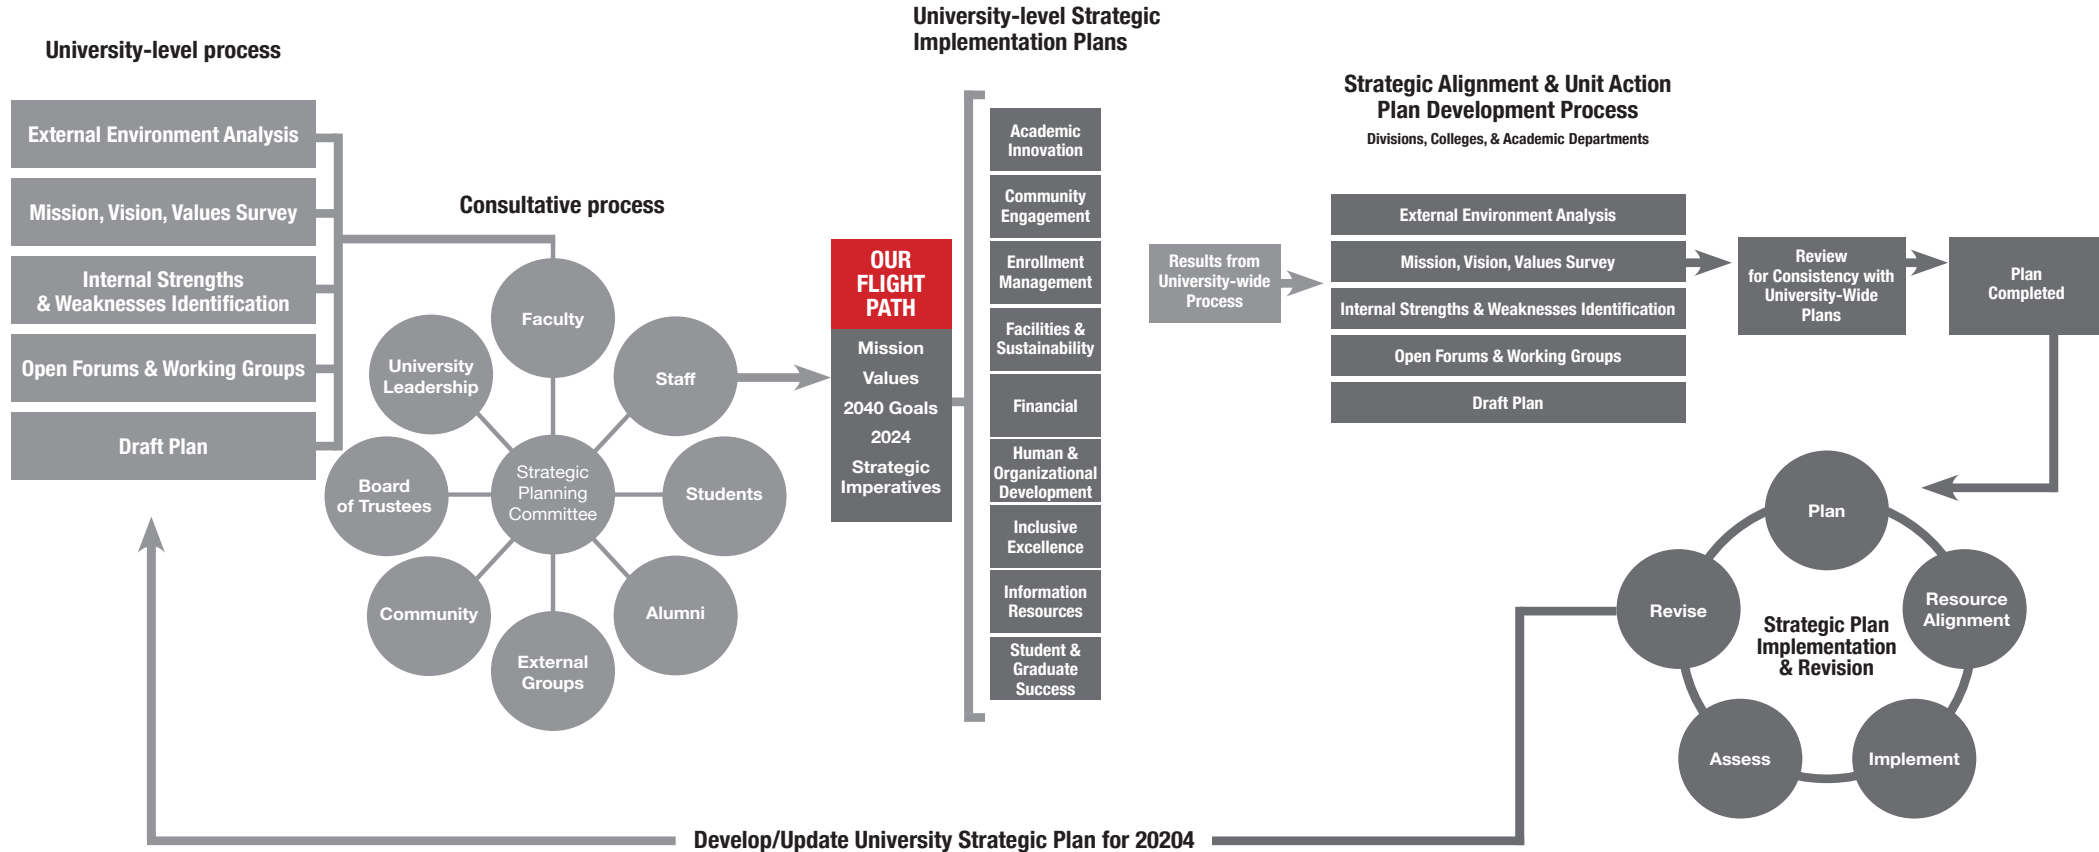 University-level process
External Environment Analysis
Mission, Vision, Values Survey
Internal Strengths
& Weaknesses Identification
Open Forums & Working Groups
Draft Plan
Consultative process
Faculty
Staff
Students
Alumni
External
Groups
Community
Board
of Trustees
University
Leadership
Strategic
Planning
Committee
OUR
FLIGHT
PATH
Mission
Values
2040 Goals
2024
Strategic
Imperatives
University-level Strategic
Implementation Plans
Academic
Innovation
Community
Engagement
Enrollment
Management
Facilities &
Sustainability
Financial
Human &
Organizational
Development
Inclusive
Excellence
Information
Resources
Student &
Graduate
Success
Results from
University-wide
Process
Strategic Alignment & Unit Action
Plan Development Process
Divisions, Colleges, & Academic Departments
External Environment Analysis
Mission, Vision, Values Survey
Internal Strengths & Weaknesses Identification
Open Forums & Working Groups
Draft Plan
Review
for Consistency with
University-Wide
Plans
Plan
Completed
Plan
Resource
Alignment
Implement
Assess
Revise
Strategic Plan
Implementation
& Revision
Develop/Update University Strategic Plan for 20204